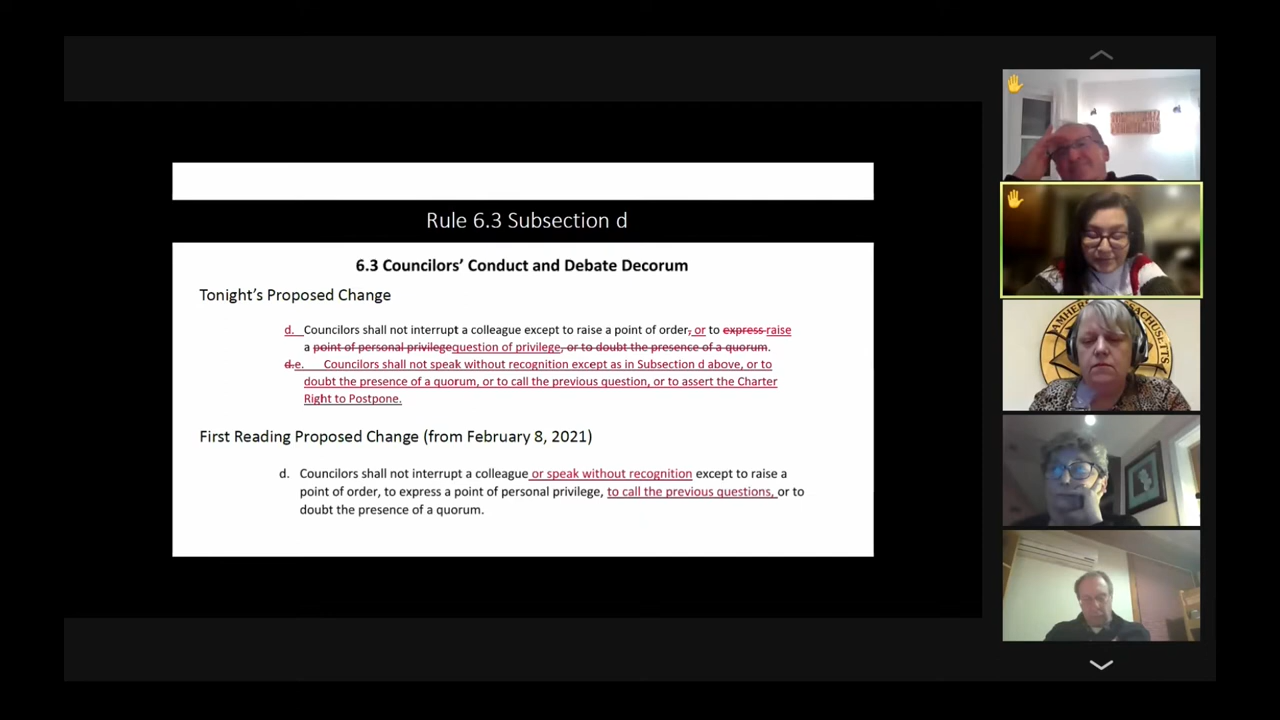 Rule 6.3 Subsection d
6.3 Councilors' Conduct and Debate Decorum
Tonight's Proposed Change
d. Councilors shall not interrupt a colleague except to raise a point of order, or to express raise
a point of personal privilegequestion of privilege, or to doubt the presence of a quorum.
d.e. Councilors shall not speak without recognition except as in Subsection d above, or to
doubt the presence of a quorum, or to call the previous question, or to assert the Charter
Right to Postpone.
First Reading Proposed Change (from February 8, 2021)
d. Councilors shall not interrupt a colleague or speak without recognition except to raise a
point of order, to express a point of personal privilege, to call the previous questions, or to
doubt the presence of a quorum.
AMHERST MASSACHUSETTS